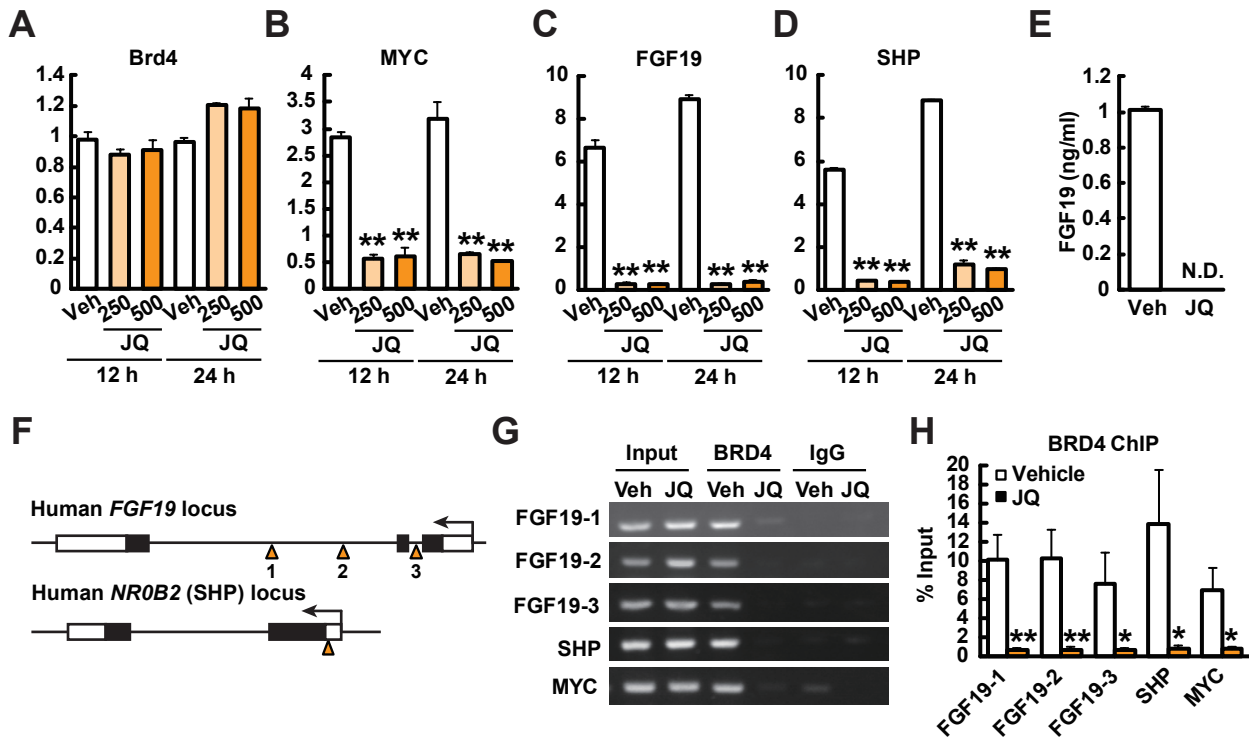 A
Brd4
1.4
1.2
1
0.8
0.6
0.4
0.2
0
Veh 250 500 Veh 250 500
JQ JQ
12 h 24 h
B
MYC
4
3.5
3
2.5
2
1.5
1
0.5
0
** ** ** **
Veh 250 500 Veh 250 500
JQ JQ
12 h 24 h
C
FGF19
10
8
6
4
2
0
** ** ** **
Veh 250 500 Veh 250 500
JQ JQ
12 h 24 h
D
SHP
10
8
6
4
2
0
** ** ** **
Veh 250 500 Veh 250 500
JQ JQ
12 h 24 h
E
FGF19 (ng/ml)
1.2
1
0.8
0.6
0.4
0.2
0
N.D.
Veh JQ
F
Human FGF19 locus
1 2 3
Human NR0B2 (SHP) locus
G
Input BRD4 IgG
Veh JQ Veh JQ Veh JQ
FGF19-1
FGF19-2
FGF19-3
SHP
MYC
H
BRD4 ChIP
% Input
20
18
16
14
12
10
8
6
4
2
0
Vehicle
JQ
** ** * * *
FGF19-1 FGF19-2 FGF19-3 SHP MYC